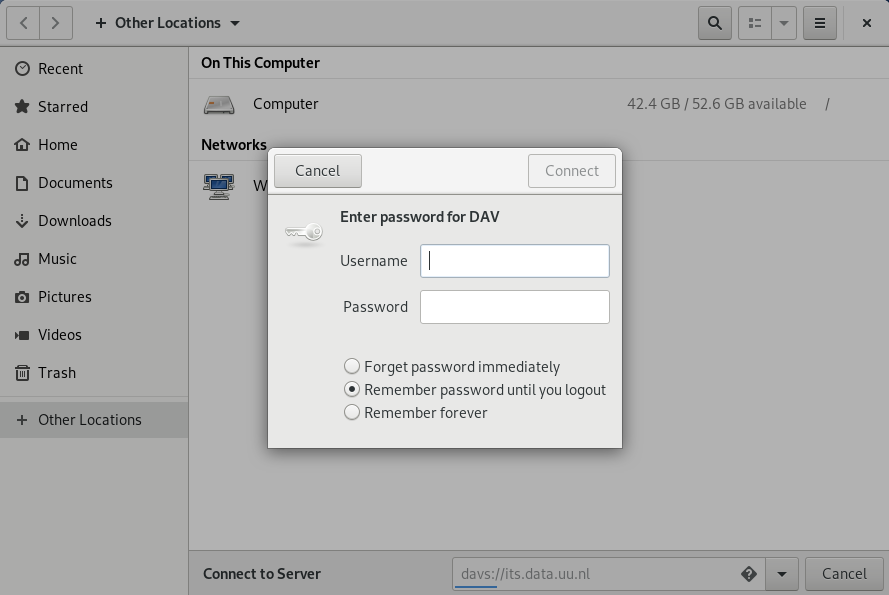 Other Locations
Recent
Starred
Home
Documents
Downloads
Music
Pictures
Videos
Trash
Other Locations
On This Computer
Computer 42.4 GB / 52.6 GB available /
Networks
W
Cancel Connect
Enter password for DAV
Username
Password
Forget password immediately
Remember password until you logout
Remember forever
Connect to Server davs://its.data.uu.nl Cancel